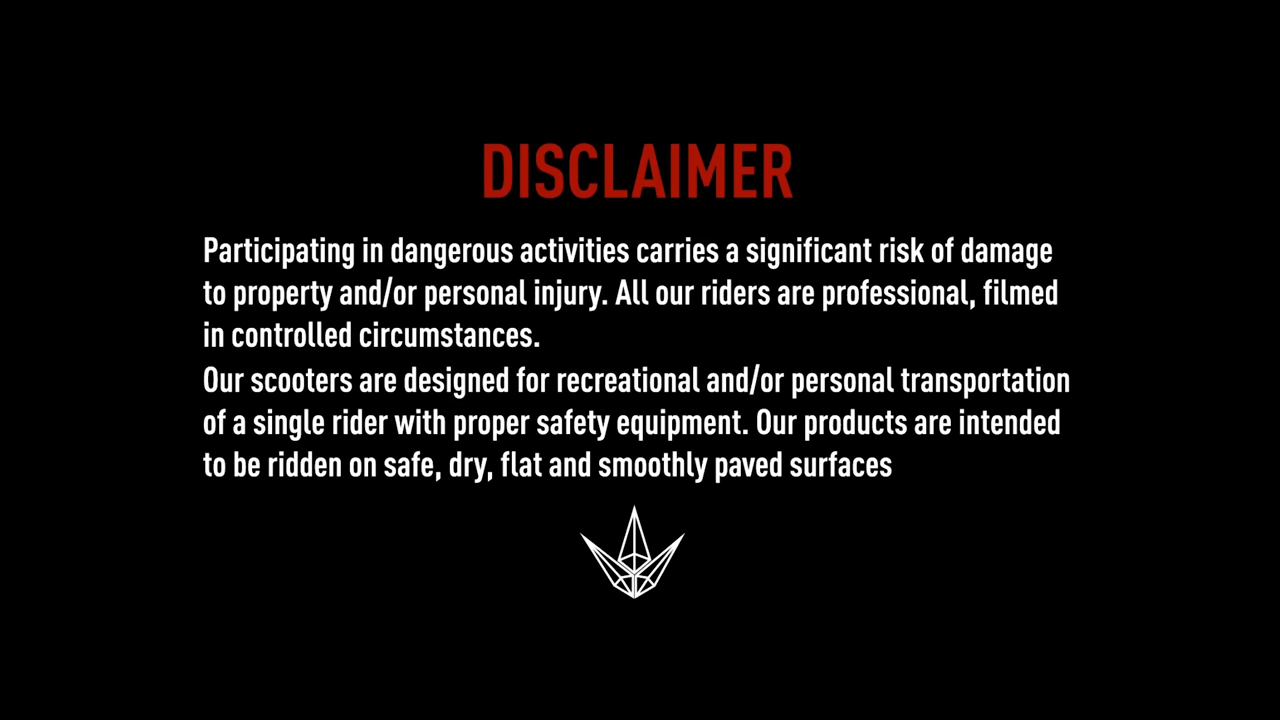 DISCLAIMER
Participating in dangerous activities carries a significant risk of damage
to property and/or personal injury. All our riders are professional, filmed
in controlled circumstances.
Our scooters are designed for recreational and/or personal transportation
of a single rider with proper safety equipment. Our products are intended
to be ridden on safe, dry, flat and smoothly paved surfaces